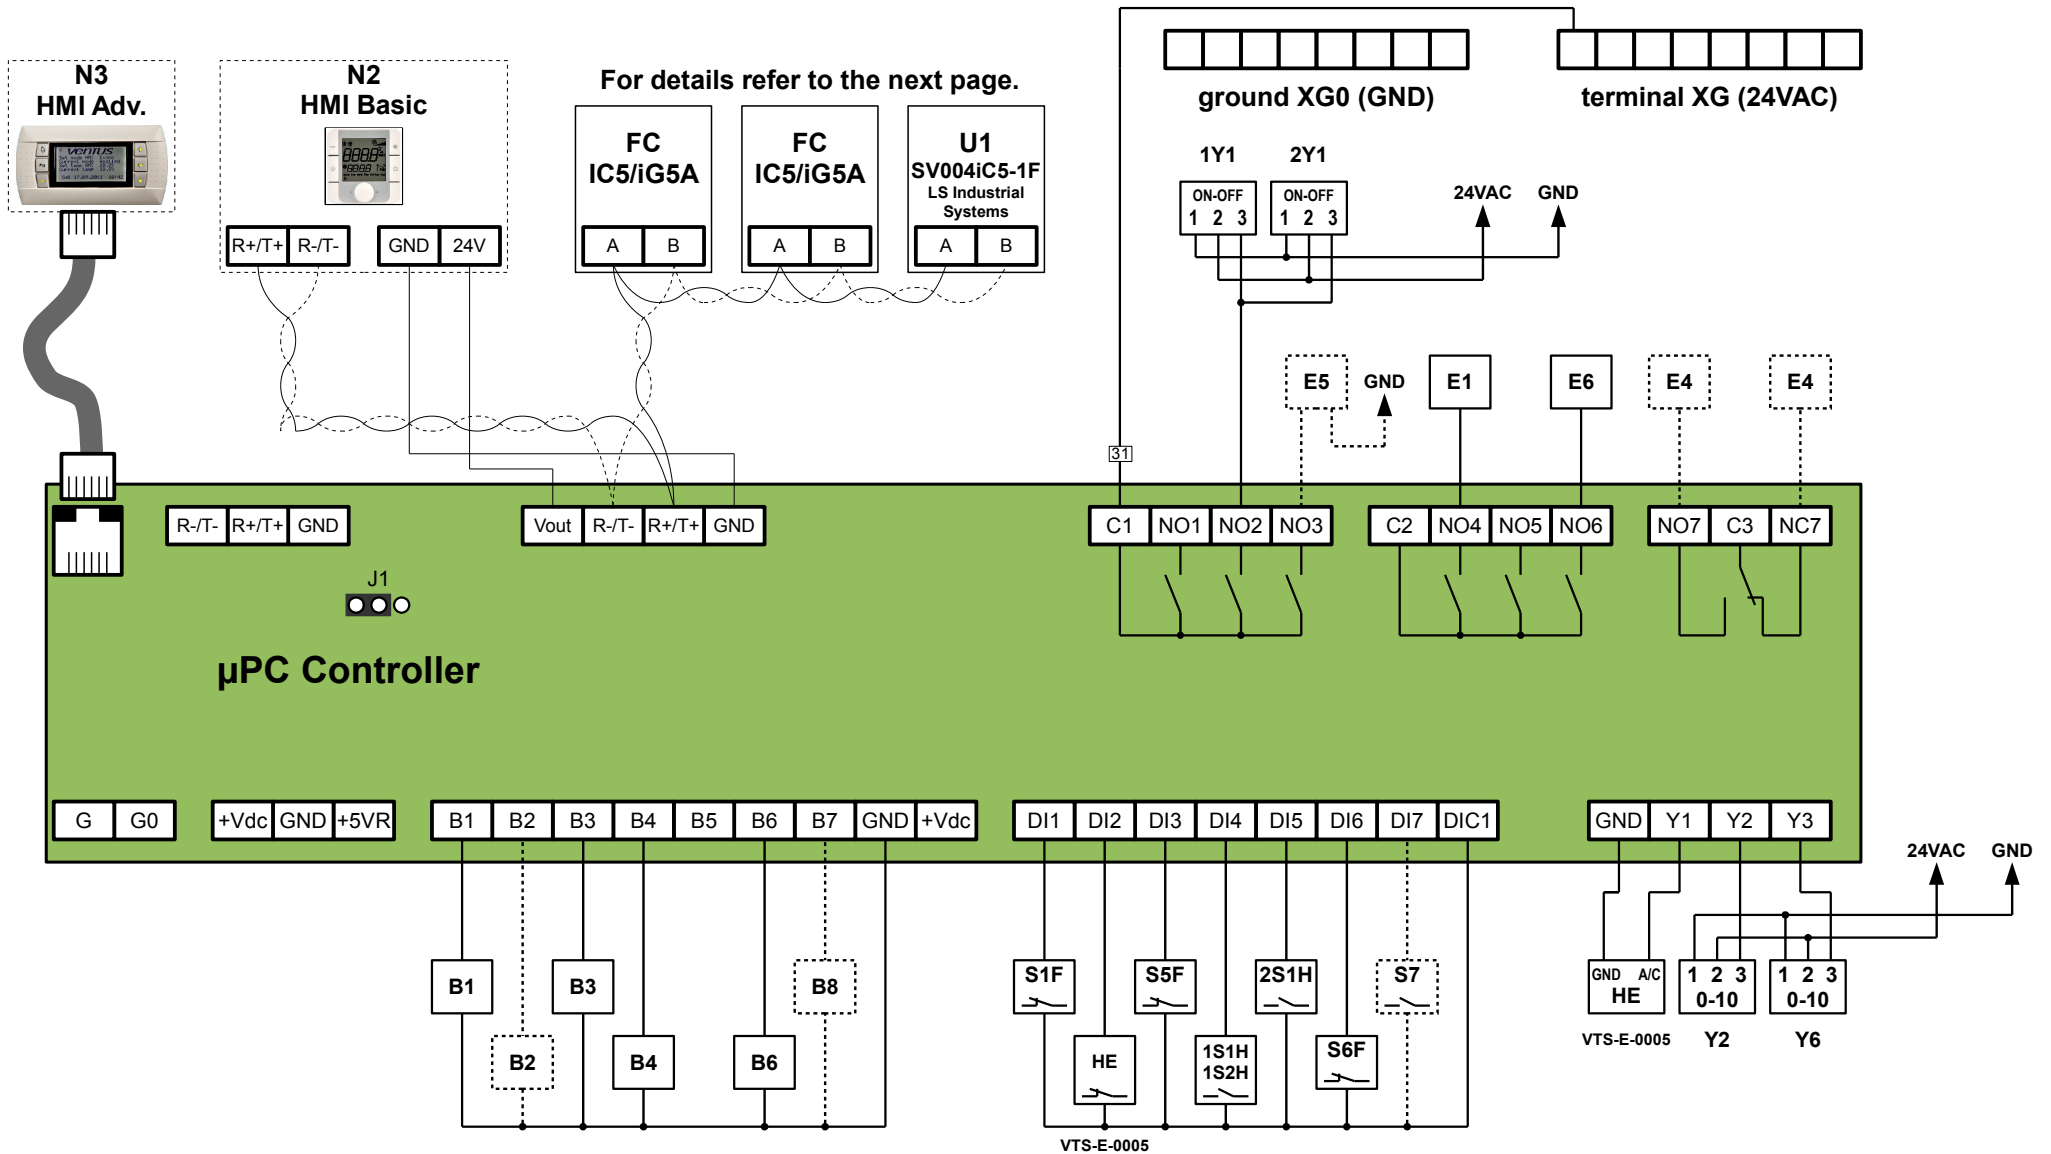 N3
HMI Adv.
VENTUS
N2
HMI Basic
R+/T+ R-/T- GND 24V
For details refer to the next page.
FC
IC5/iG5A
A B
FC
IC5/iG5A
A B
U1
SV004iC5-1F
LS Industrial
Systems
A B
ground XG0 (GND)
terminal XG (24VAC)
1Y1 2Y1
ON-OFF ON-OFF
1 2 3 1 2 3
24VAC GND
E5 GND E1 E6 E4 E4
31
R-/T- R+/T+ GND
Vout R-/T- R+/T+ GND
C1 NO1 NO2 NO3
C2 NO4 NO5 NO6
NO7 C3 NC7
J1
µPC Controller
G G0
+Vdc GND +5VR
B1 B2 B3 B4 B5 B6 B7 GND +Vdc
DI1 DI2 DI3 DI4 DI5 DI6 DI7 DIC1
GND Y1 Y2 Y3
24VAC GND
B1 B3 B8
B2 B4 B6
S1F S5F 2S1H S7
HE
1S1H
1S2H
S6F
VTS-E-0005
GND A/C
HE
VTS-E-0005
1 2 3
0-10
Y2
1 2 3
0-10
Y6